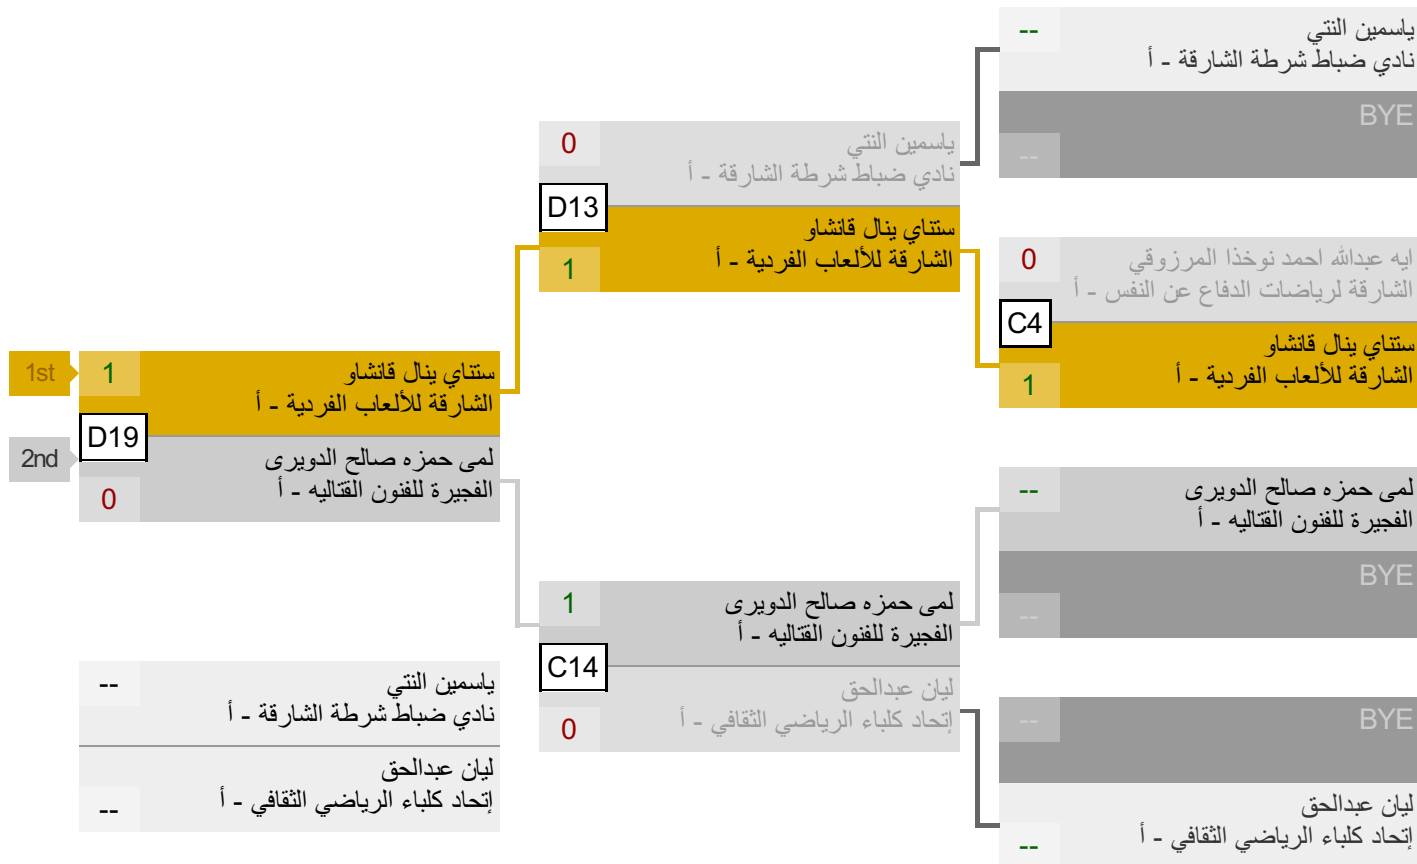 --
ياسمين النتي
نادي ضباط شرطة الشارقة - أ
BYE
--
0
ياسمين النتي
نادي ضباط شرطة الشارقة - أ
D13
ستناي ينال قانشاو
الشارقة للألعاب الفردية - أ
1
0
ايه عبدالله احمد نوخذا المرزوقي
الشارقة لرياضات الدفاع عن النفس - أ
C4
ستناي ينال قانشاو
الشارقة للألعاب الفردية - أ
1
1st
1
ستناي ينال قانشاو
الشارقة للألعاب الفردية - أ
D19
2nd
لمى حمزه صالح الدويرى
الفجيرة للفنون القتاليه - أ
0
--
لمى حمزه صالح الدويرى
الفجيرة للفنون القتاليه - أ
BYE
--
1
لمى حمزه صالح الدويرى
الفجيرة للفنون القتاليه - أ
C14
ليان عبدالحق
إتحاد كلباء الرياضي الثقافي - أ
0
--
ياسمين النتي
نادي ضباط شرطة الشارقة - أ
ليان عبدالحق
إتحاد كلباء الرياضي الثقافي - أ
--
--
BYE
ليان عبدالحق
إتحاد كلباء الرياضي الثقافي - أ
--